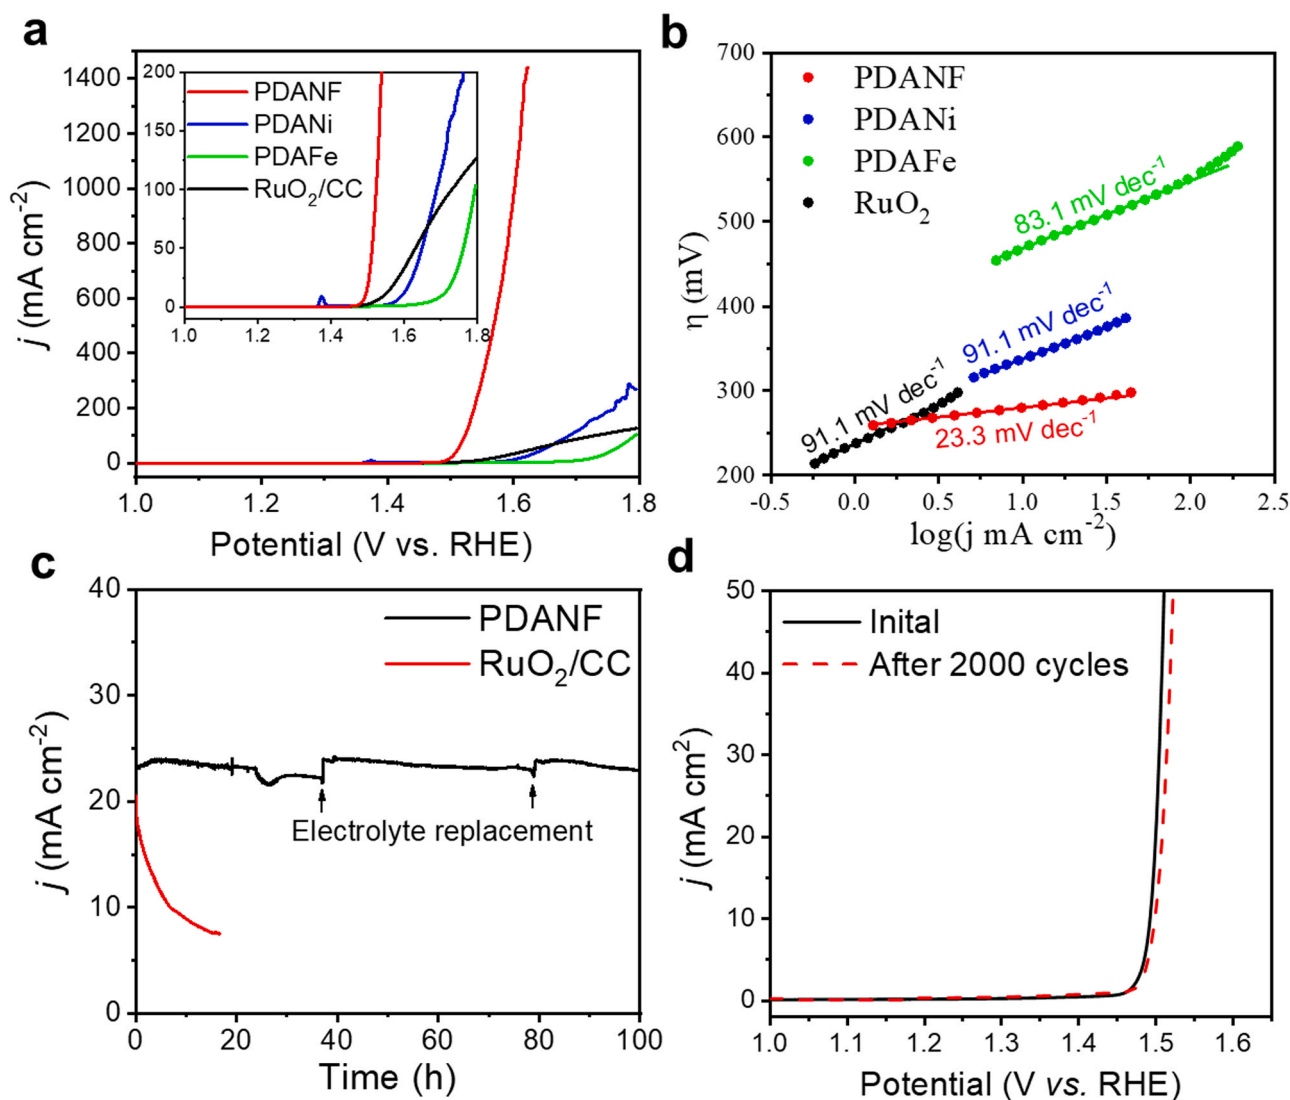 a
1400
1200
1000
800
600
400
200
0
j (mA cm⁻²)
1.0 1.2 1.4 1.6 1.8
Potential (V vs. RHE)
200
150
100
50
0
1.0 1.2 1.4 1.6 1.8
PDANF
PDANi
PDAFe
RuO₂/CC
b
700
600
500
400
300
200
η (mV)
-0.5 0.0 0.5 1.0 1.5 2.0 2.5
log(j mA cm⁻²)
PDANF
PDANi
PDAFe
RuO₂
83.1 mV dec⁻¹
91.1 mV dec⁻¹
91.1 mV dec⁻¹
23.3 mV dec⁻¹
c
40
30
20
10
0
j (mA cm⁻²)
0 20 40 60 80 100
Time (h)
PDANF
RuO₂/CC
Electrolyte replacement
d
50
40
30
20
10
0
j (mA cm²)
1.0 1.1 1.2 1.3 1.4 1.5 1.6
Potential (V vs. RHE)
Inital
After 2000 cycles